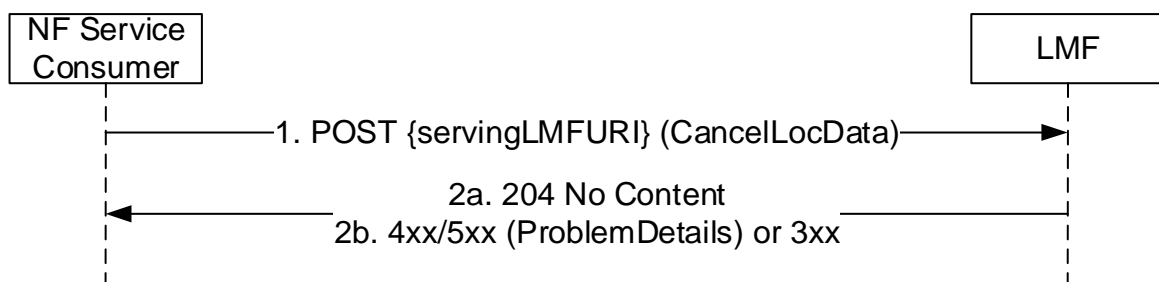 NF Service
Consumer
LMF
1. POST {servingLMFURI} (CancelLocData)
2a. 204 No Content
2b. 4xx/5xx (ProblemDetails) or 3xx